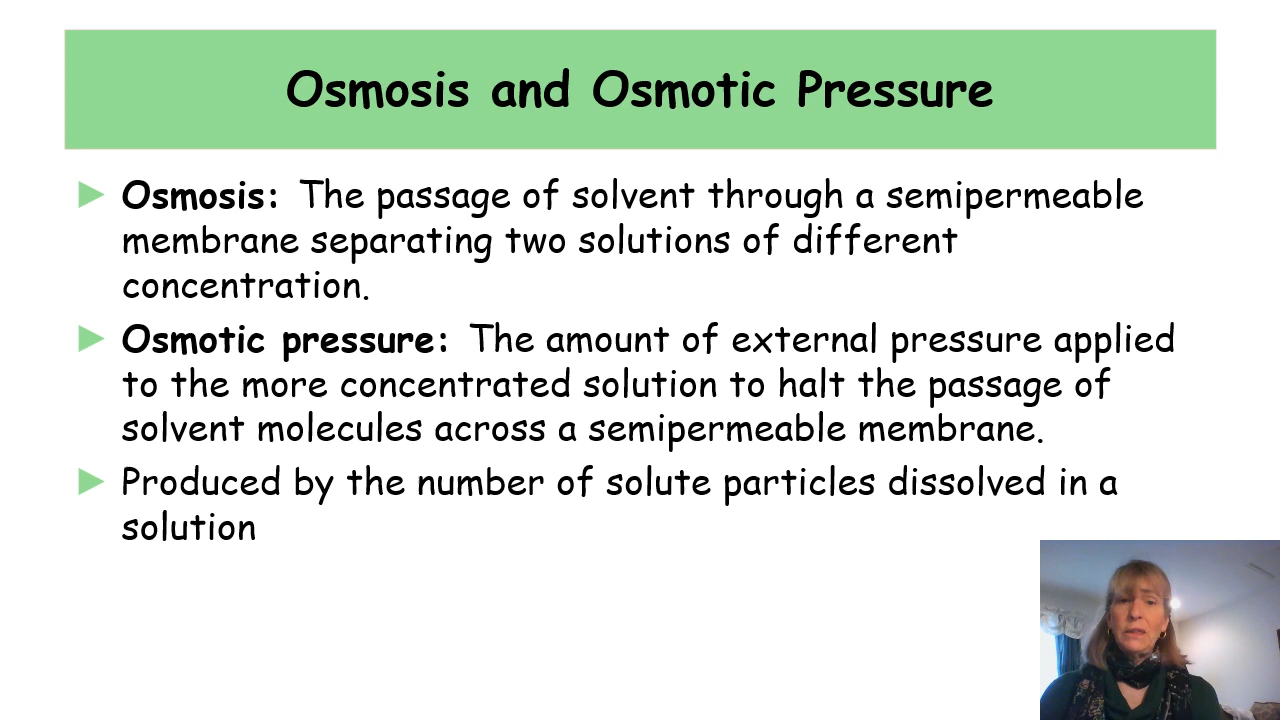 Osmosis and Osmotic Pressure
Osmosis: The passage of solvent through a semipermeable
membrane separating two solutions of different
concentration.
Osmotic pressure: The amount of external pressure applied
to the more concentrated solution to halt the passage of
solvent molecules across a semipermeable membrane.
Produced by the number of solute particles dissolved in a
solution